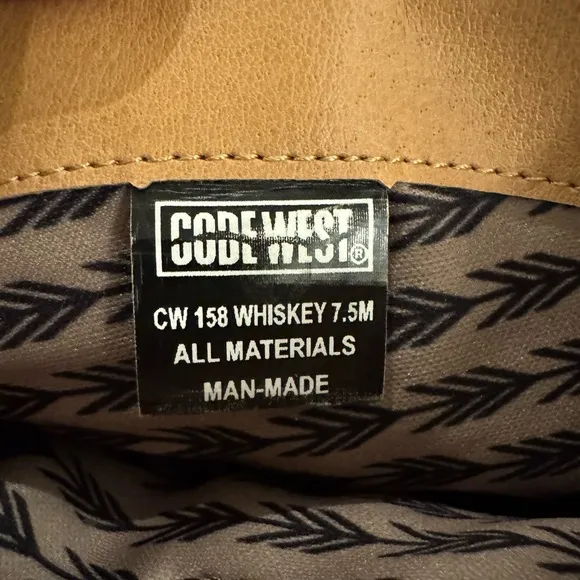 CODE WEST®
CW 158 WHISKEY 7.5M
ALL MATERIALS
MAN-MADE